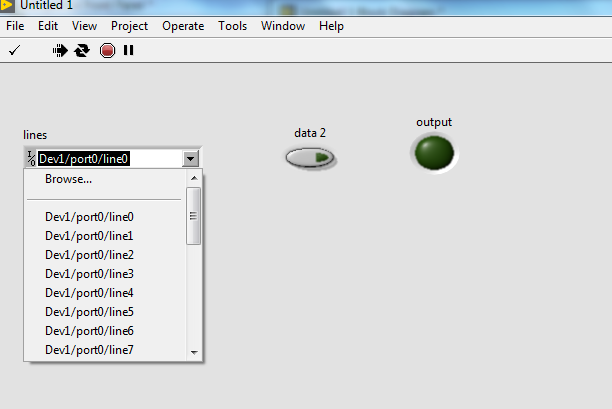 Untitled 1
File Edit View Project Operate Tools Window Help
lines
data 2
output
I/O Dev1/port0/line0
Browse...
Dev1/port0/line0
Dev1/port0/line1
Dev1/port0/line2
Dev1/port0/line3
Dev1/port0/line4
Dev1/port0/line5
Dev1/port0/line6
Dev1/port0/line7